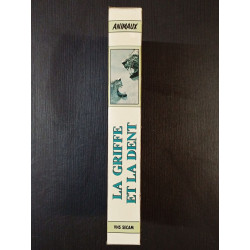 ANIMAUX
LA GRIFFE
ET LA DENT
VHS SECAM